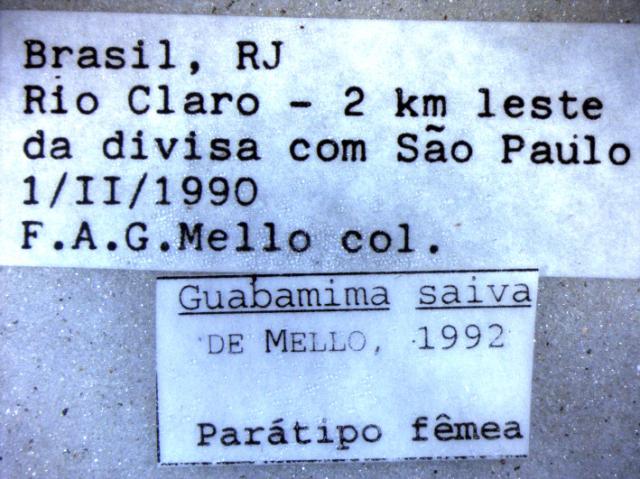 Brasil, RJ
Rio Claro - 2 km leste
da divisa com São Paulo
1/II/1990
F.A.G.Mello col.
Guabamima saiva
DE MELLO, 1992
Parátipo fêmea